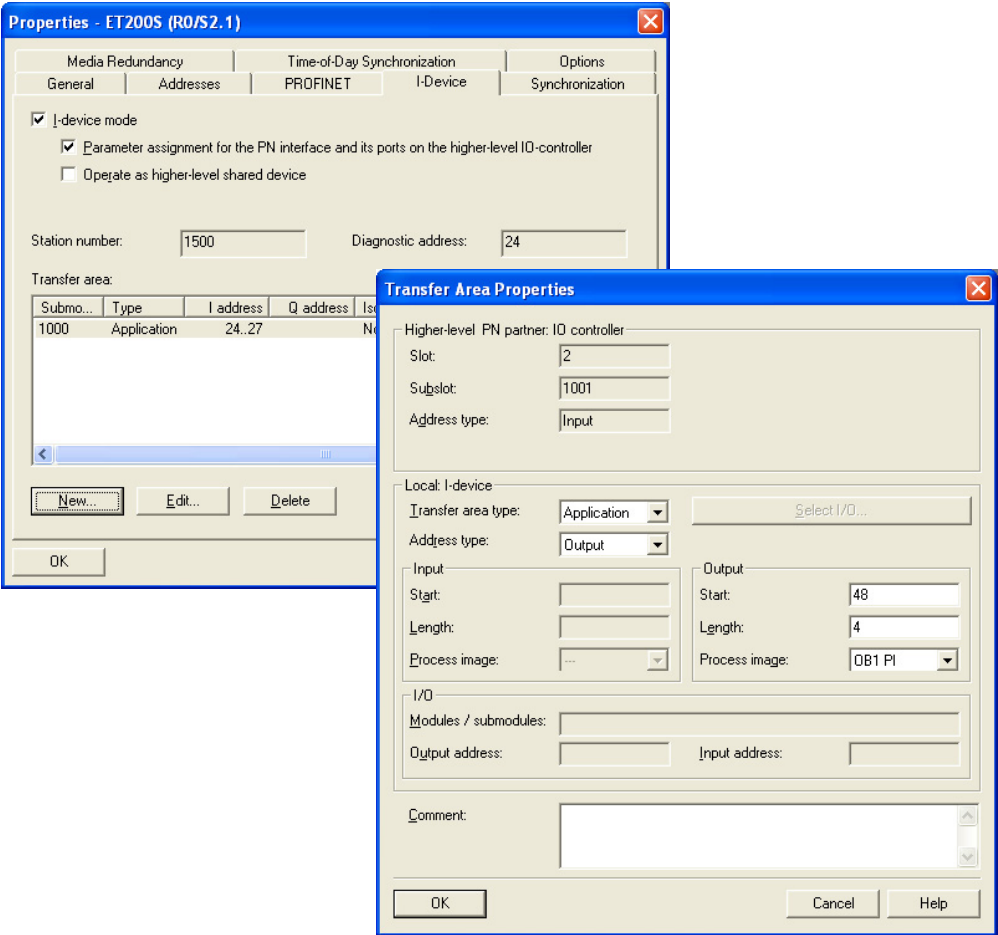 Properties - ET200S (R0/S2.1)
Media Redundancy Time-of-Day Synchronization Options
General Addresses PROFINET I-Device Synchronization
I-device mode
Parameter assignment for the PN interface and its ports on the higher-level IO-controller
Operate as higher-level shared device
Station number: 1500 Diagnostic address: 24
Transfer area:
Submo... Type I address Q address
1000 Application 24..27
New... Edit... Delete
OK
Transfer Area Properties
Higher-level PN partner: IO controller
Slot: 2
Subslot: 1001
Address type: Input
Local: I-device
Transfer area type: Application Select I/O...
Address type: Output
Input Output
Start: Start: 48
Length: Length: 4
Process image: --- Process image: OB1 PI
I/O
Modules / submodules:
Output address: Input address:
Comment:
OK Cancel Help